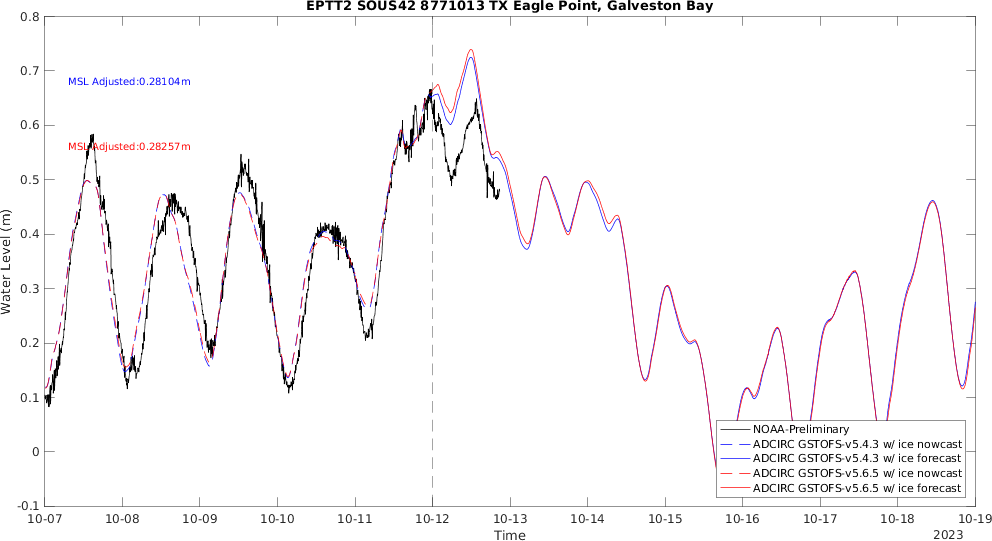 EPTT2 SOUS42 8771013 TX Eagle Point, Galveston Bay
0.8
0.7
0.6
0.5
0.4
0.3
0.2
0.1
0
-0.1
Water Level (m)
MSL Adjusted:0.28104m
MSL Adjusted:0.28257m
NOAA-Preliminary
ADCIRC GSTOFS-v5.4.3 w/ ice nowcast
ADCIRC GSTOFS-v5.4.3 w/ ice forecast
ADCIRC GSTOFS-v5.6.5 w/ ice nowcast
ADCIRC GSTOFS-v5.6.5 w/ ice forecast
10-07 10-08 10-09 10-10 10-11 10-12 10-13 10-14 10-15 10-16 10-17 10-18 10-19
Time
2023